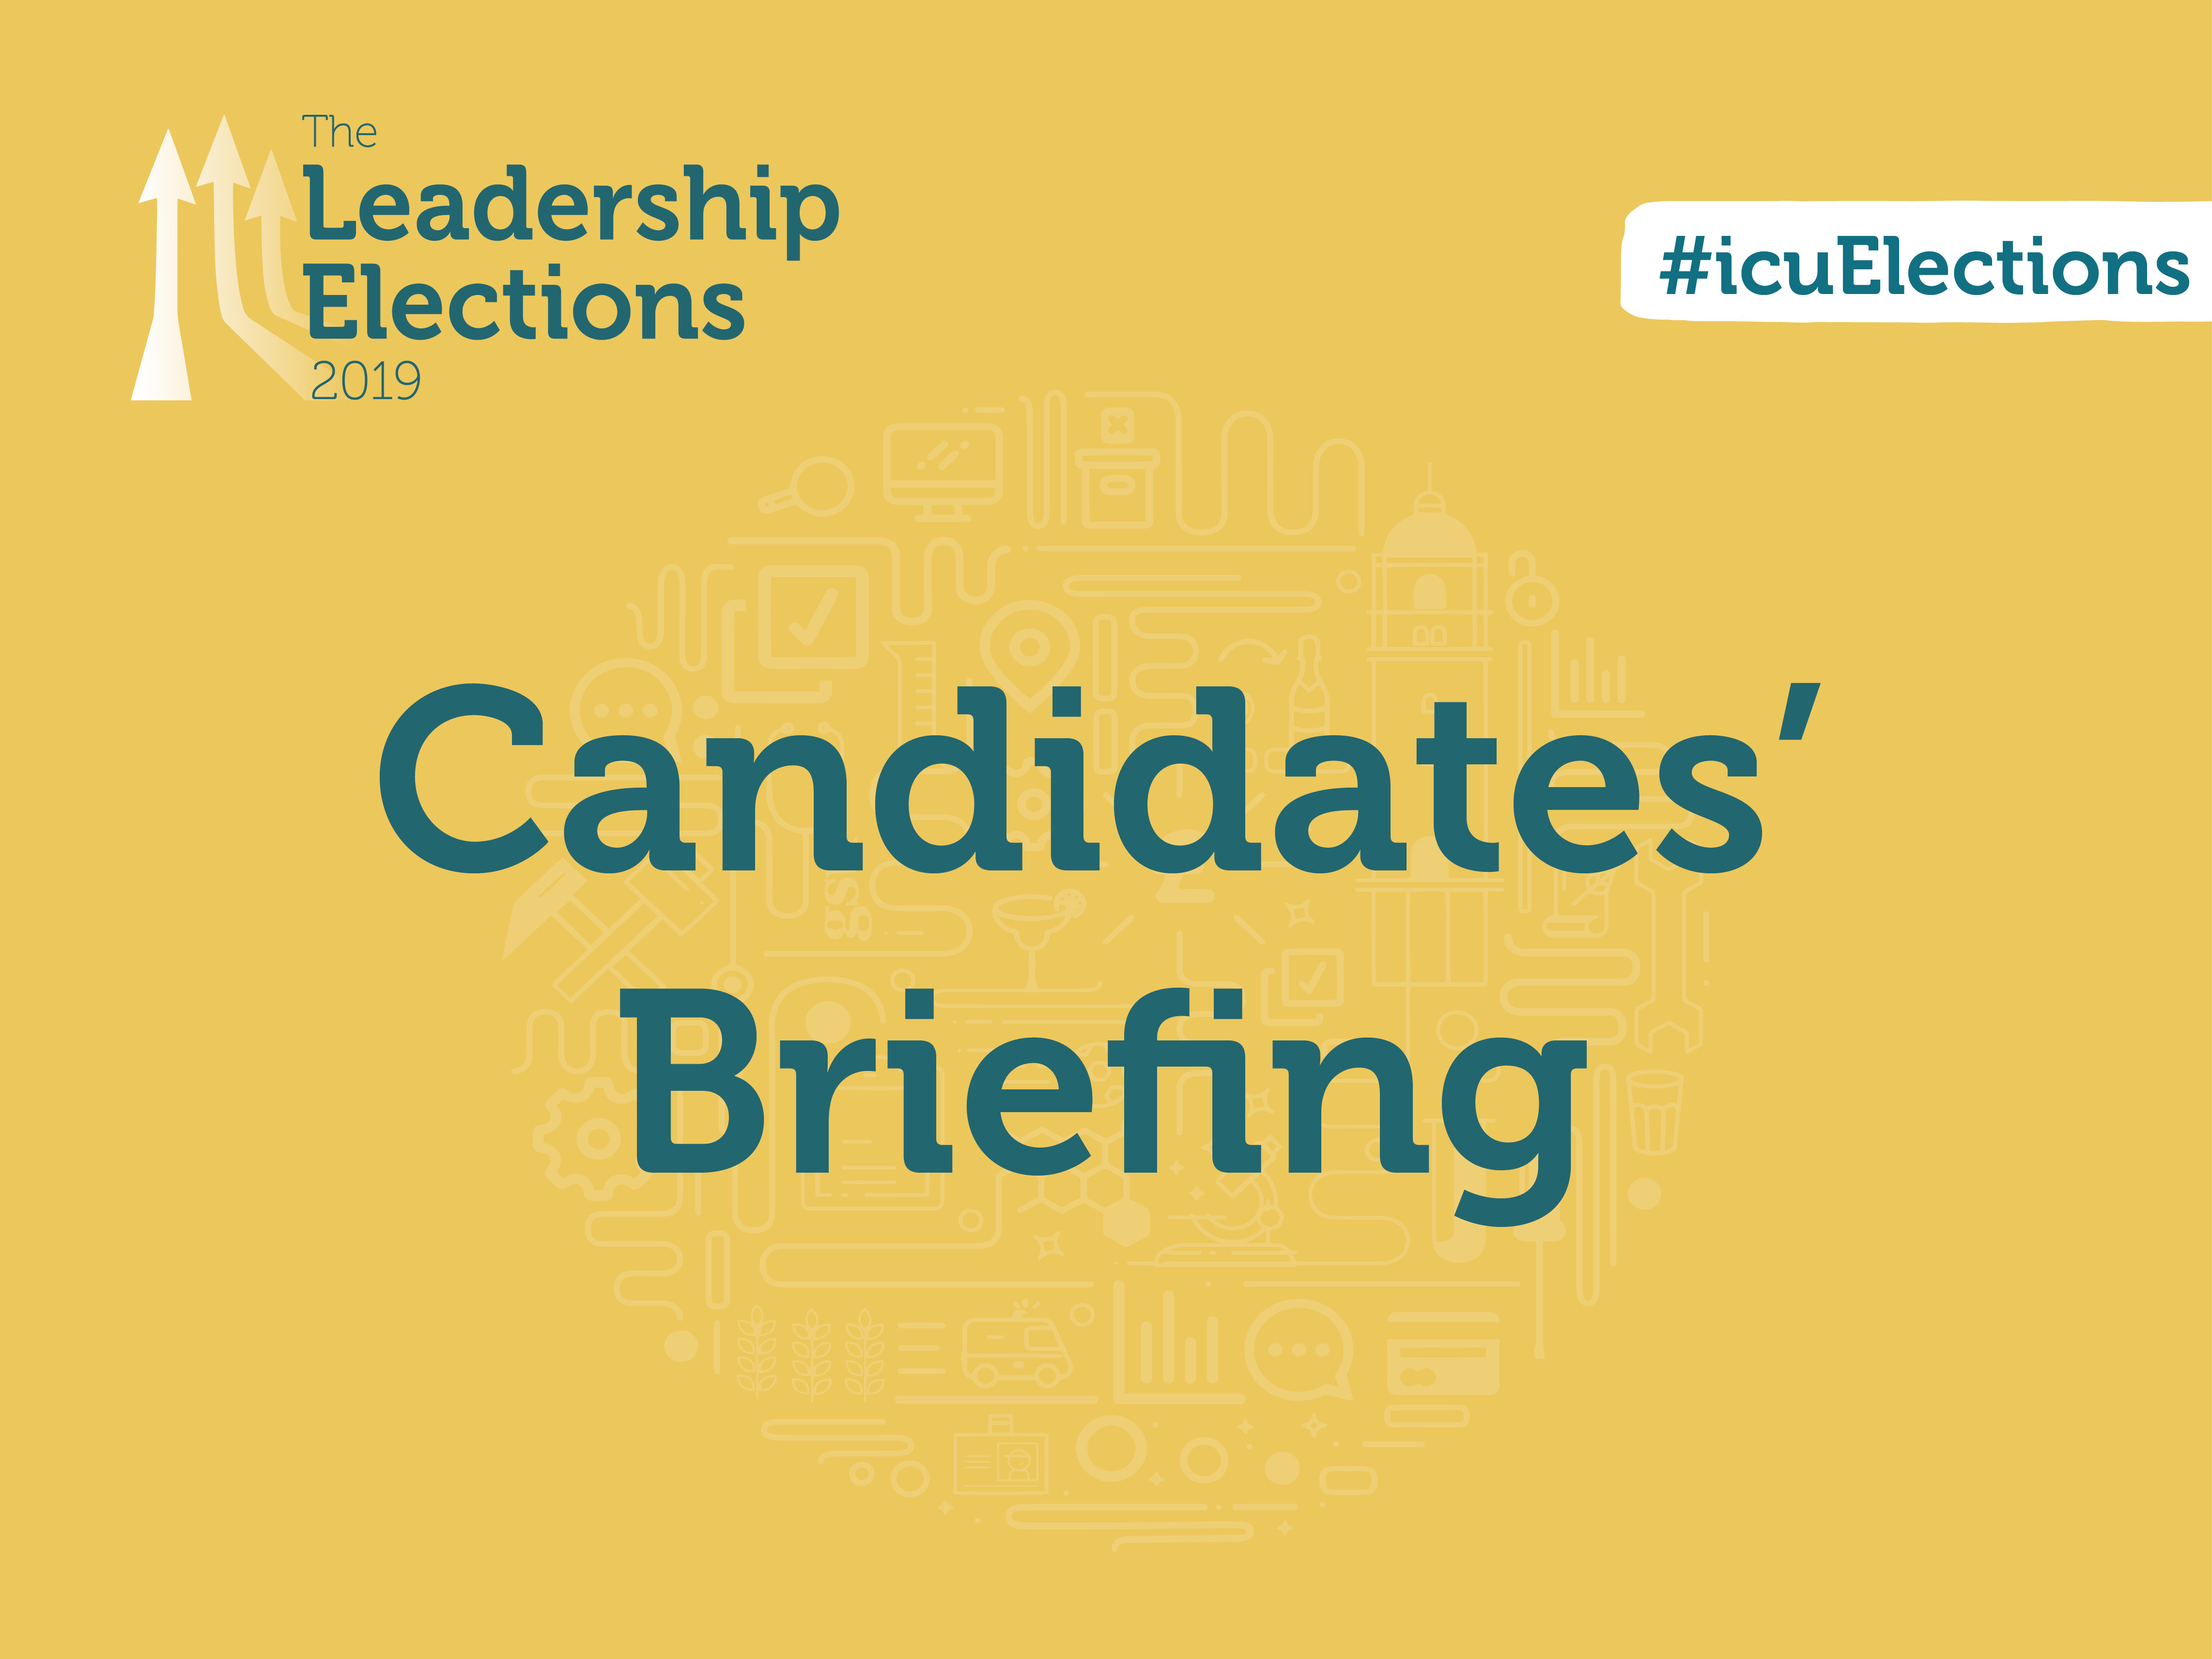 The
Leadership
Elections
2019
#icuElections
Candidates’
Briefing